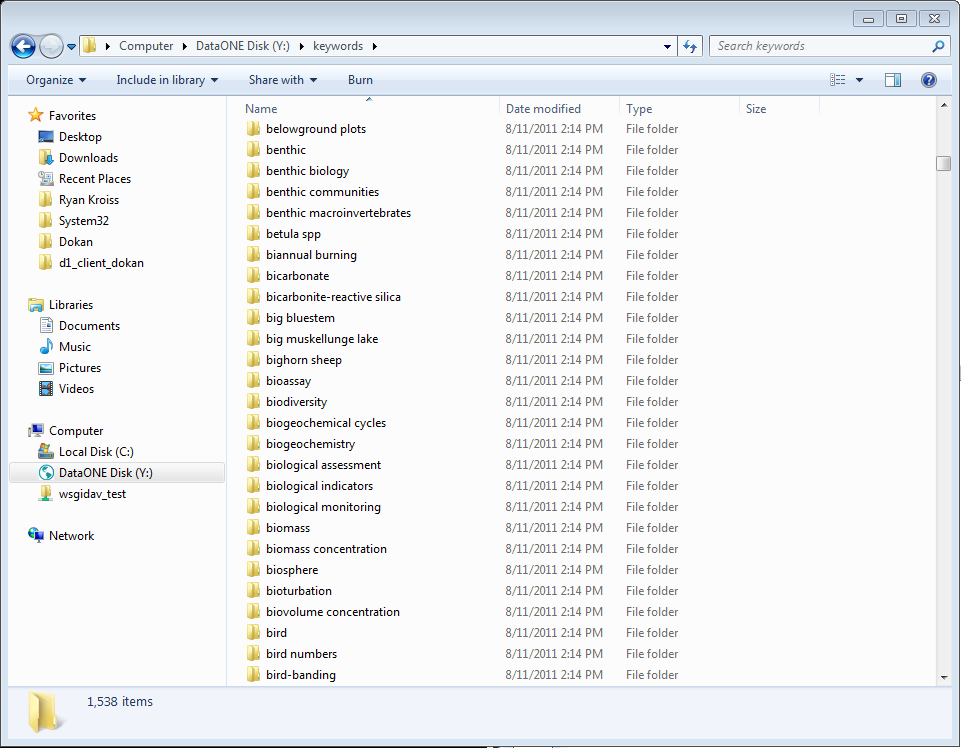 Computer DataONE Disk (Y:) keywords Search keywords
Organize Include in library Share with Burn
Favorites
Desktop
Downloads
Recent Places
Ryan Kroiss
System32
Dokan
d1_client_dokan
Libraries
Documents
Music
Pictures
Videos
Computer
Local Disk (C:)
DataONE Disk (Y:)
wsgidav_test
Network
Name Date modified Type Size
belowground plots 8/11/2011 2:14 PM File folder
benthic 8/11/2011 2:14 PM File folder
benthic biology 8/11/2011 2:14 PM File folder
benthic communities 8/11/2011 2:14 PM File folder
benthic macroinvertebrates 8/11/2011 2:14 PM File folder
betula spp 8/11/2011 2:14 PM File folder
biannual burning 8/11/2011 2:14 PM File folder
bicarbonate 8/11/2011 2:14 PM File folder
bicarbonite-reactive silica 8/11/2011 2:14 PM File folder
big bluestem 8/11/2011 2:14 PM File folder
big muskellunge lake 8/11/2011 2:14 PM File folder
bighorn sheep 8/11/2011 2:14 PM File folder
bioassay 8/11/2011 2:14 PM File folder
biodiversity 8/11/2011 2:14 PM File folder
biogeochemical cycles 8/11/2011 2:14 PM File folder
biogeochemistry 8/11/2011 2:14 PM File folder
biological assessment 8/11/2011 2:14 PM File folder
biological indicators 8/11/2011 2:14 PM File folder
biological monitoring 8/11/2011 2:14 PM File folder
biomass 8/11/2011 2:14 PM File folder
biomass concentration 8/11/2011 2:14 PM File folder
biosphere 8/11/2011 2:14 PM File folder
bioturbation 8/11/2011 2:14 PM File folder
biovolume concentration 8/11/2011 2:14 PM File folder
bird 8/11/2011 2:14 PM File folder
bird numbers 8/11/2011 2:14 PM File folder
bird-banding 8/11/2011 2:14 PM File folder
1,538 items